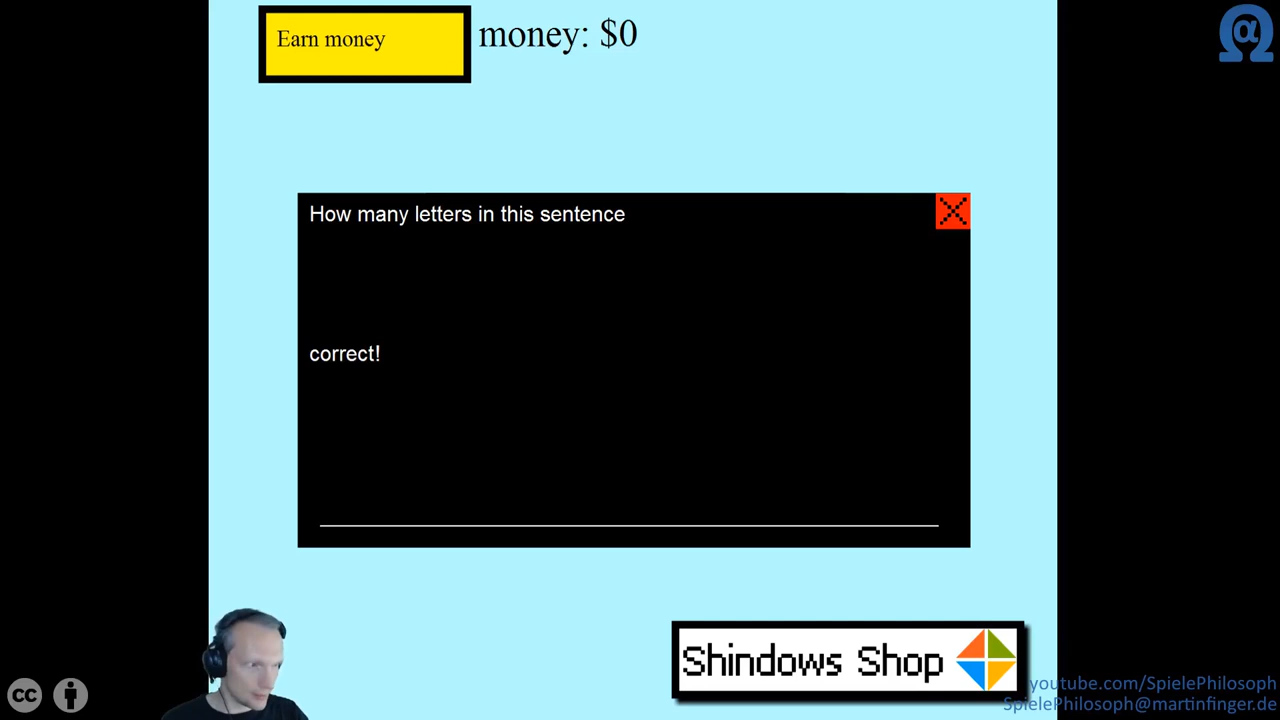 Earn money
money: $0
@
How many letters in this sentence
correct!
Shindows Shop
youtube.com/SpielePhilosoph
SpielePhilosoph@martinfinger.de
cc